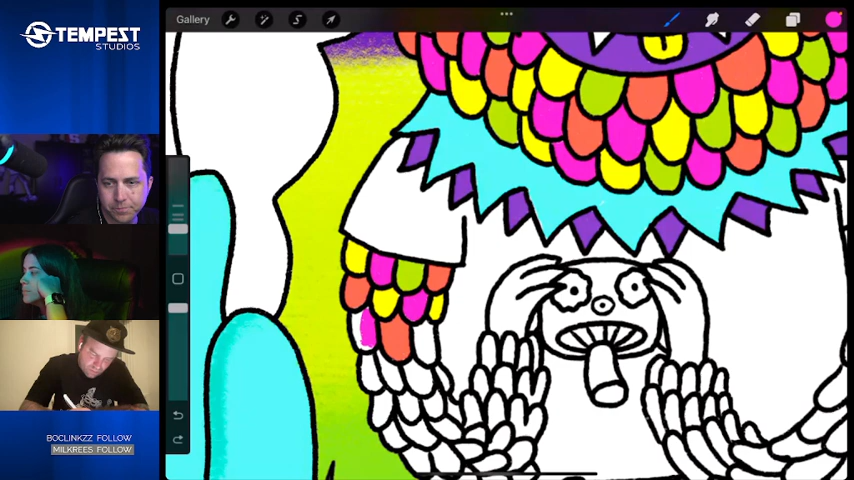 TEMPEST
STUDIOS
Gallery
BOCLINKZZ FOLLOW
MILKREES FOLLOW